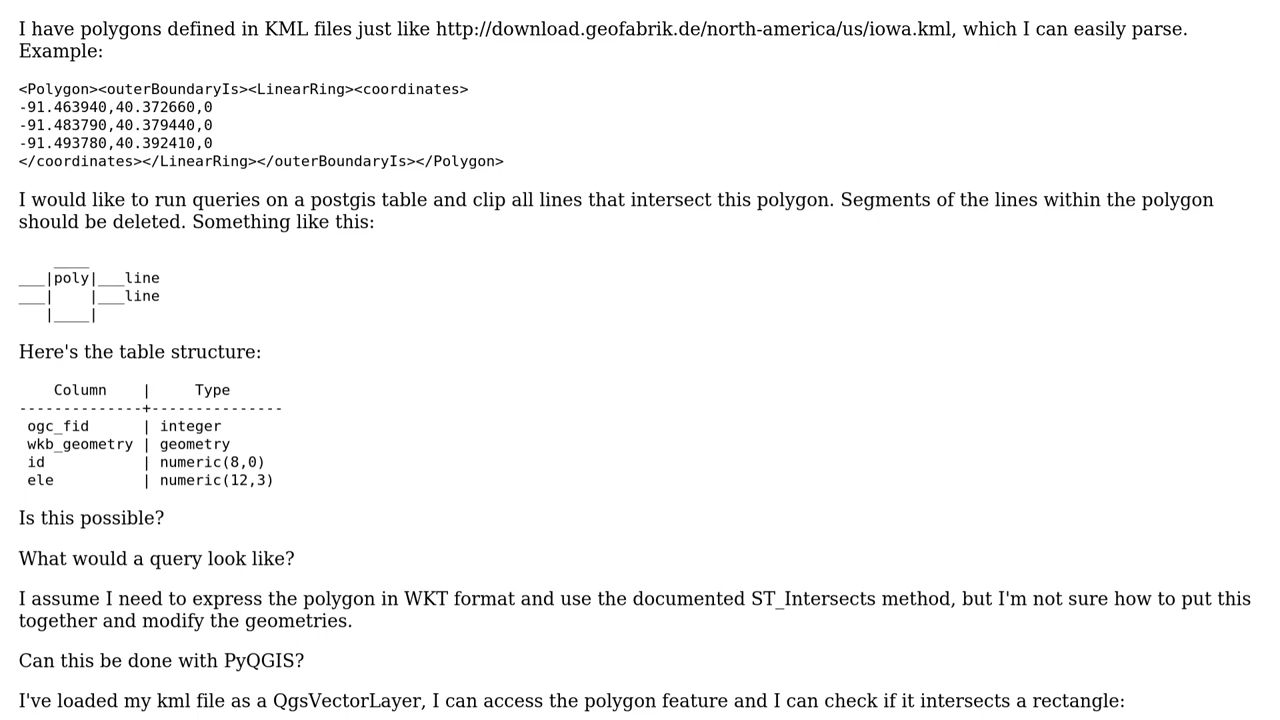 I have polygons defined in KML files just like http://download.geofabrik.de/north-america/us/iowa.kml, which I can easily parse.
Example:
<Polygon><outerBoundaryIs><LinearRing><coordinates>
-91.463940,40.372660,0
-91.483790,40.379440,0
-91.493780,40.392410,0
</coordinates></LinearRing></outerBoundaryIs></Polygon>
I would like to run queries on a postgis table and clip all lines that intersect this polygon. Segments of the lines within the polygon
should be deleted. Something like this:
    ____
___|poly|___line
___|    |___line
   |____|
Here's the table structure:
    Column    |     Type
--------------+---------------
 ogc_fid      | integer
 wkb_geometry | geometry
 id           | numeric(8,0)
 ele          | numeric(12,3)
Is this possible?
What would a query look like?
I assume I need to express the polygon in WKT format and use the documented ST_Intersects method, but I'm not sure how to put this
together and modify the geometries.
Can this be done with PyQGIS?
I've loaded my kml file as a QgsVectorLayer, I can access the polygon feature and I can check if it intersects a rectangle: